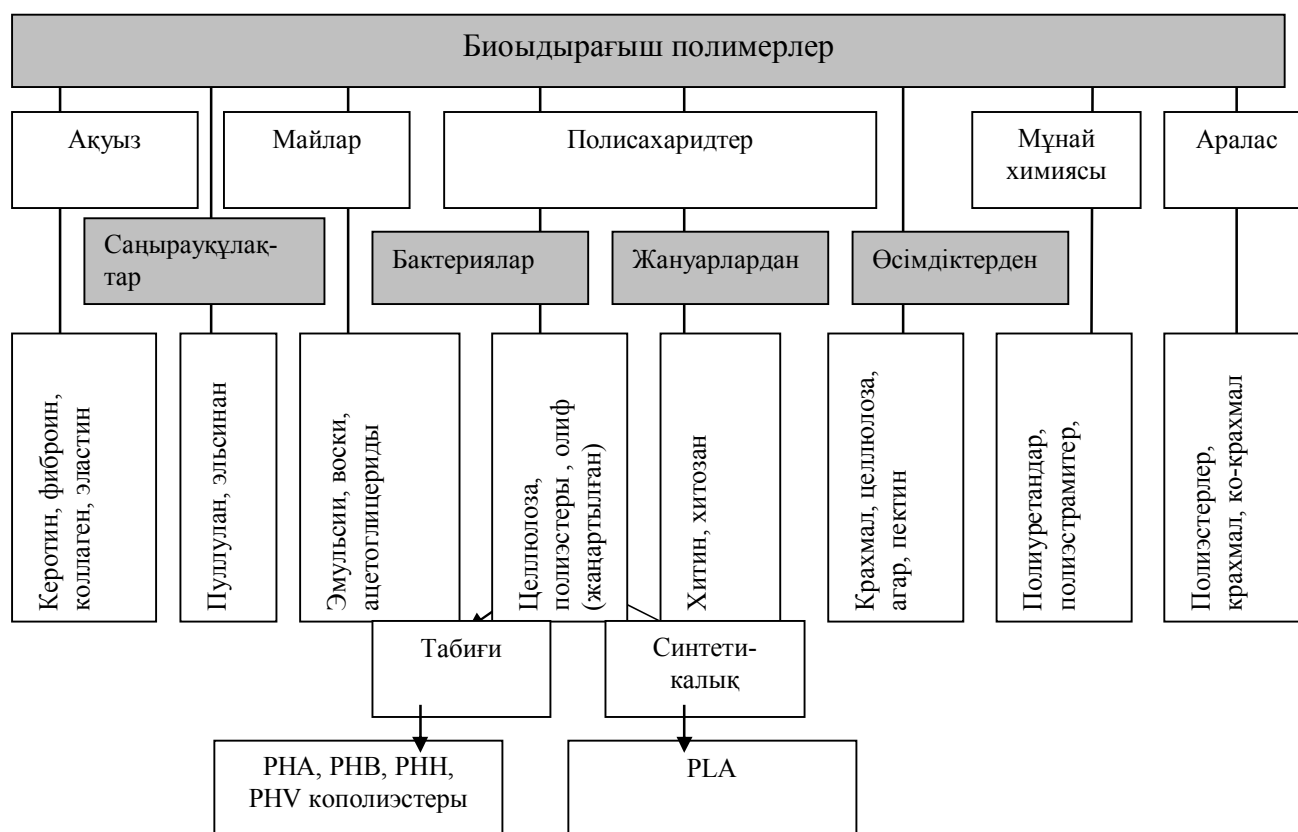 Биоыдырағыш полимерлер
Ақуыз
Майлар
Полисахаридтер
Мұнай
химиясы
Аралас
Саңырауқұлақ-
тар
Бактериялар
Жануарлардан
Өсімдіктерден
Керотин, фиброин,
коллаген, эластин
Пуллулан, эльсинан
Эмульсии, воски,
ацетоглицериды
Целлюлоза,
полиэстеры , олиф
(жаңартылған)
Хитин, хитозан
Крахмал, целлюлоза,
агар, пектин
Полиуретандар,
полиэстрамитер,
Полиэстерлер,
крахмал, ко-крахмал
Табиғи
Синтети-
калық
PHA, PHB, PHH,
PHV кополиэстеры
PLA